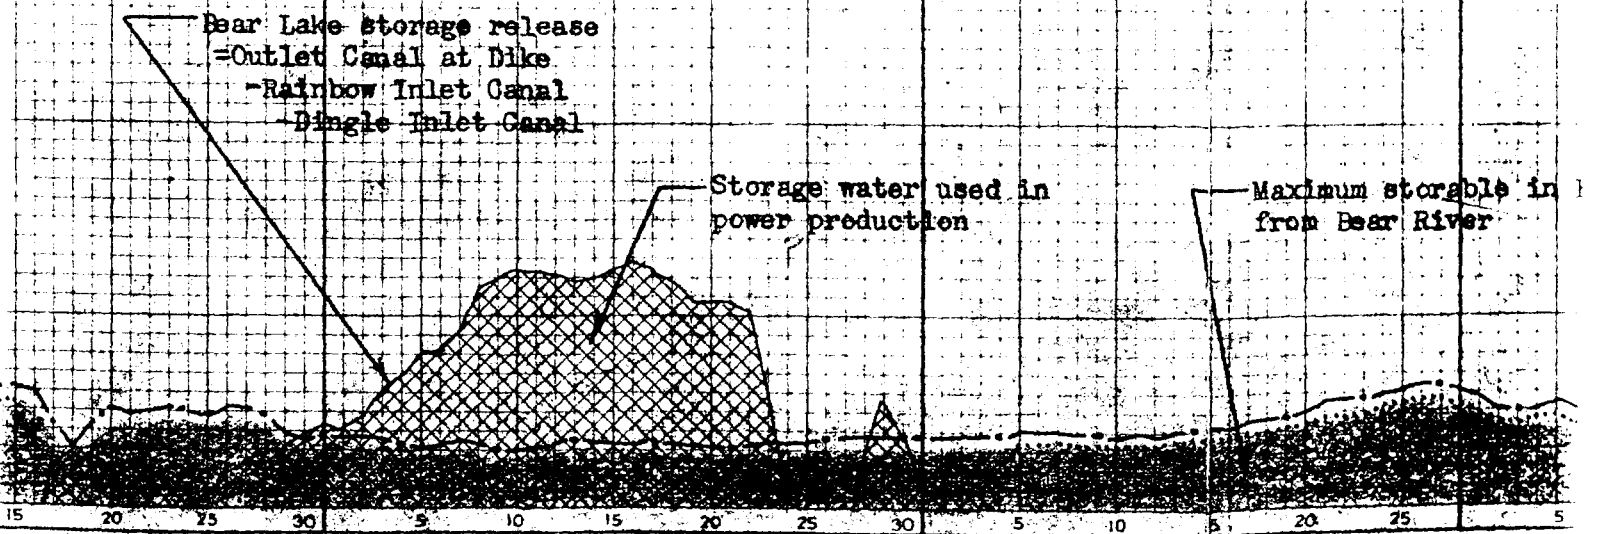 Bear Lake storage release
=Outlet Canal at Dike
-Rainbow Inlet Canal
-Dingle Inlet Canal
Storage water used in
power production
Maximum storable in
from Bear River
15 20 25 30 5 10 15 20 25 30 5 10 15 20 25 5